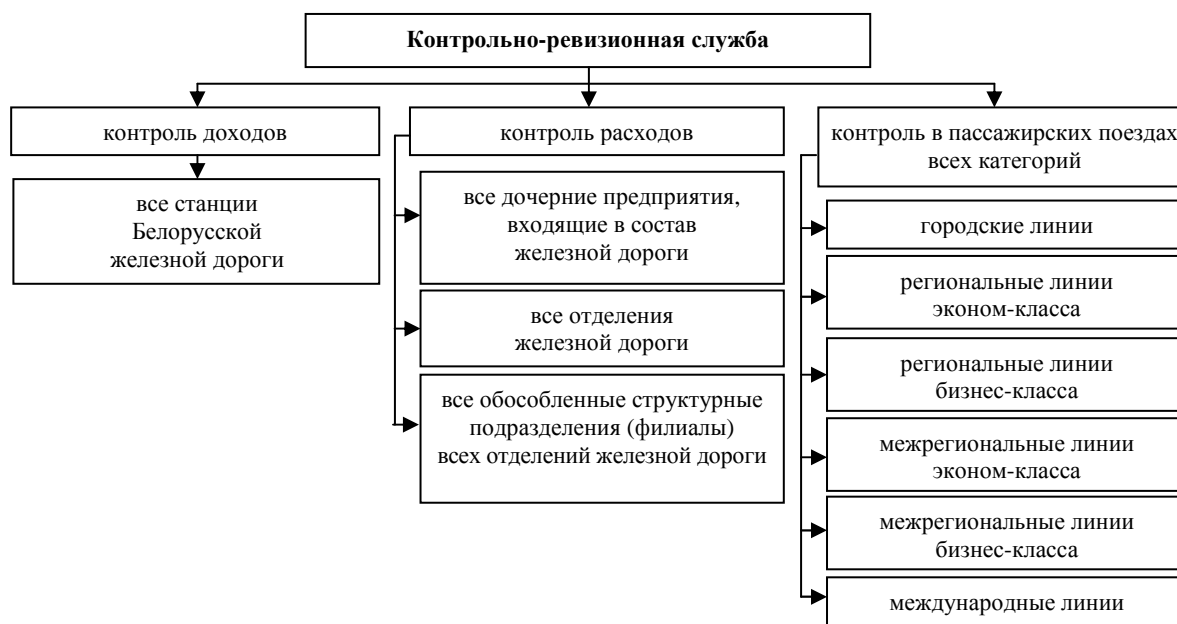 Контрольно-ревизионная служба
контроль доходов
все станции
Белорусской
железной дороги
контроль расходов
все дочерние предприятия,
входящие в состав
железной дороги
все отделения
железной дороги
все обособленные структурные
подразделения (филиалы)
всех отделений железной дороги
контроль в пассажирских поездах
всех категорий
городские линии
региональные линии
эконом-класса
региональные линии
бизнес-класса
межрегиональные линии
эконом-класса
межрегиональные линии
бизнес-класса
международные линии